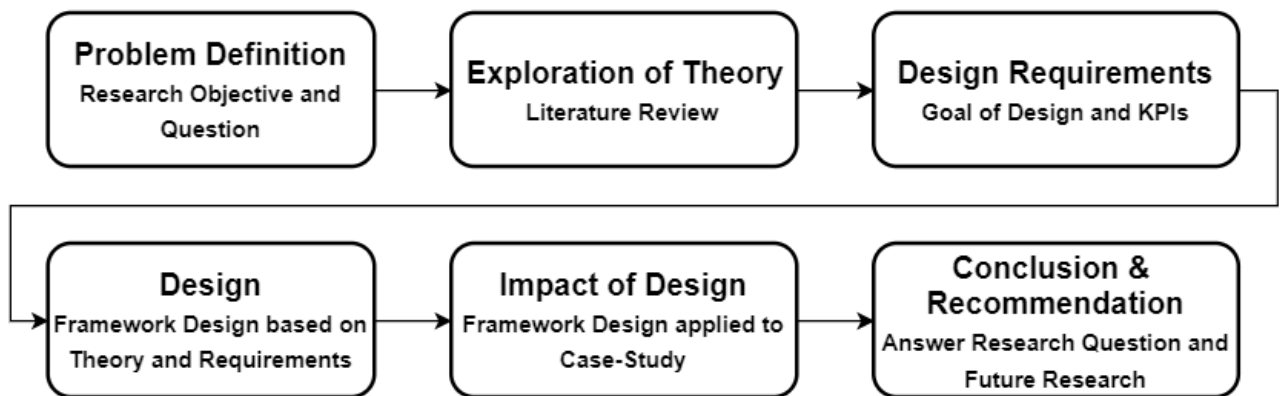 Problem Definition
Research Objective and
Question
Exploration of Theory
Literature Review
Design Requirements
Goal of Design and KPIs
Design
Framework Design based on
Theory and Requirements
Impact of Design
Framework Design applied to
Case-Study
Conclusion &
Recommendation
Answer Research Question and
Future Research